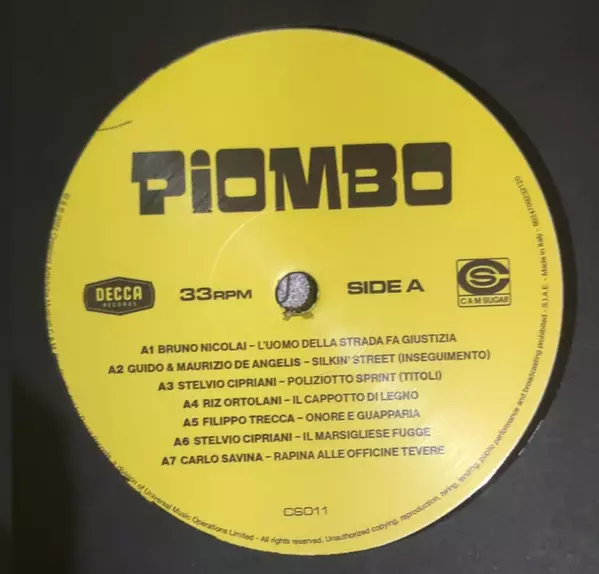 PiOMBO
DECCA
RECORDS
33RPM
SIDE A
CS
C A M SUGAR
A1 BRUNO NICOLAI – L'UOMO DELLA STRADA FA GIUSTIZIA
A2 GUIDO & MAURIZIO DE ANGELIS – SILKIN' STREET (INSEGUIMENTO)
A3 STELVIO CIPRIANI – POLIZIOTTO SPRINT (TITOLI)
A4 RIZ ORTOLANI – IL CAPPOTTO DI LEGNO
A5 FILIPPO TRECCA – ONORE E GUAPPARIA
A6 STELVIO CIPRIANI – IL MARSIGLIESE FUGGE
A7 CARLO SAVINA – RAPINA ALLE OFFICINE TEVERE
CS011
division of Universal Music Operations Limited - All rights reserved. Unauthorized copying, reproduction, hiring, lending, public performance and broadcasting prohibited - S.I.A.E. - Made in Italy